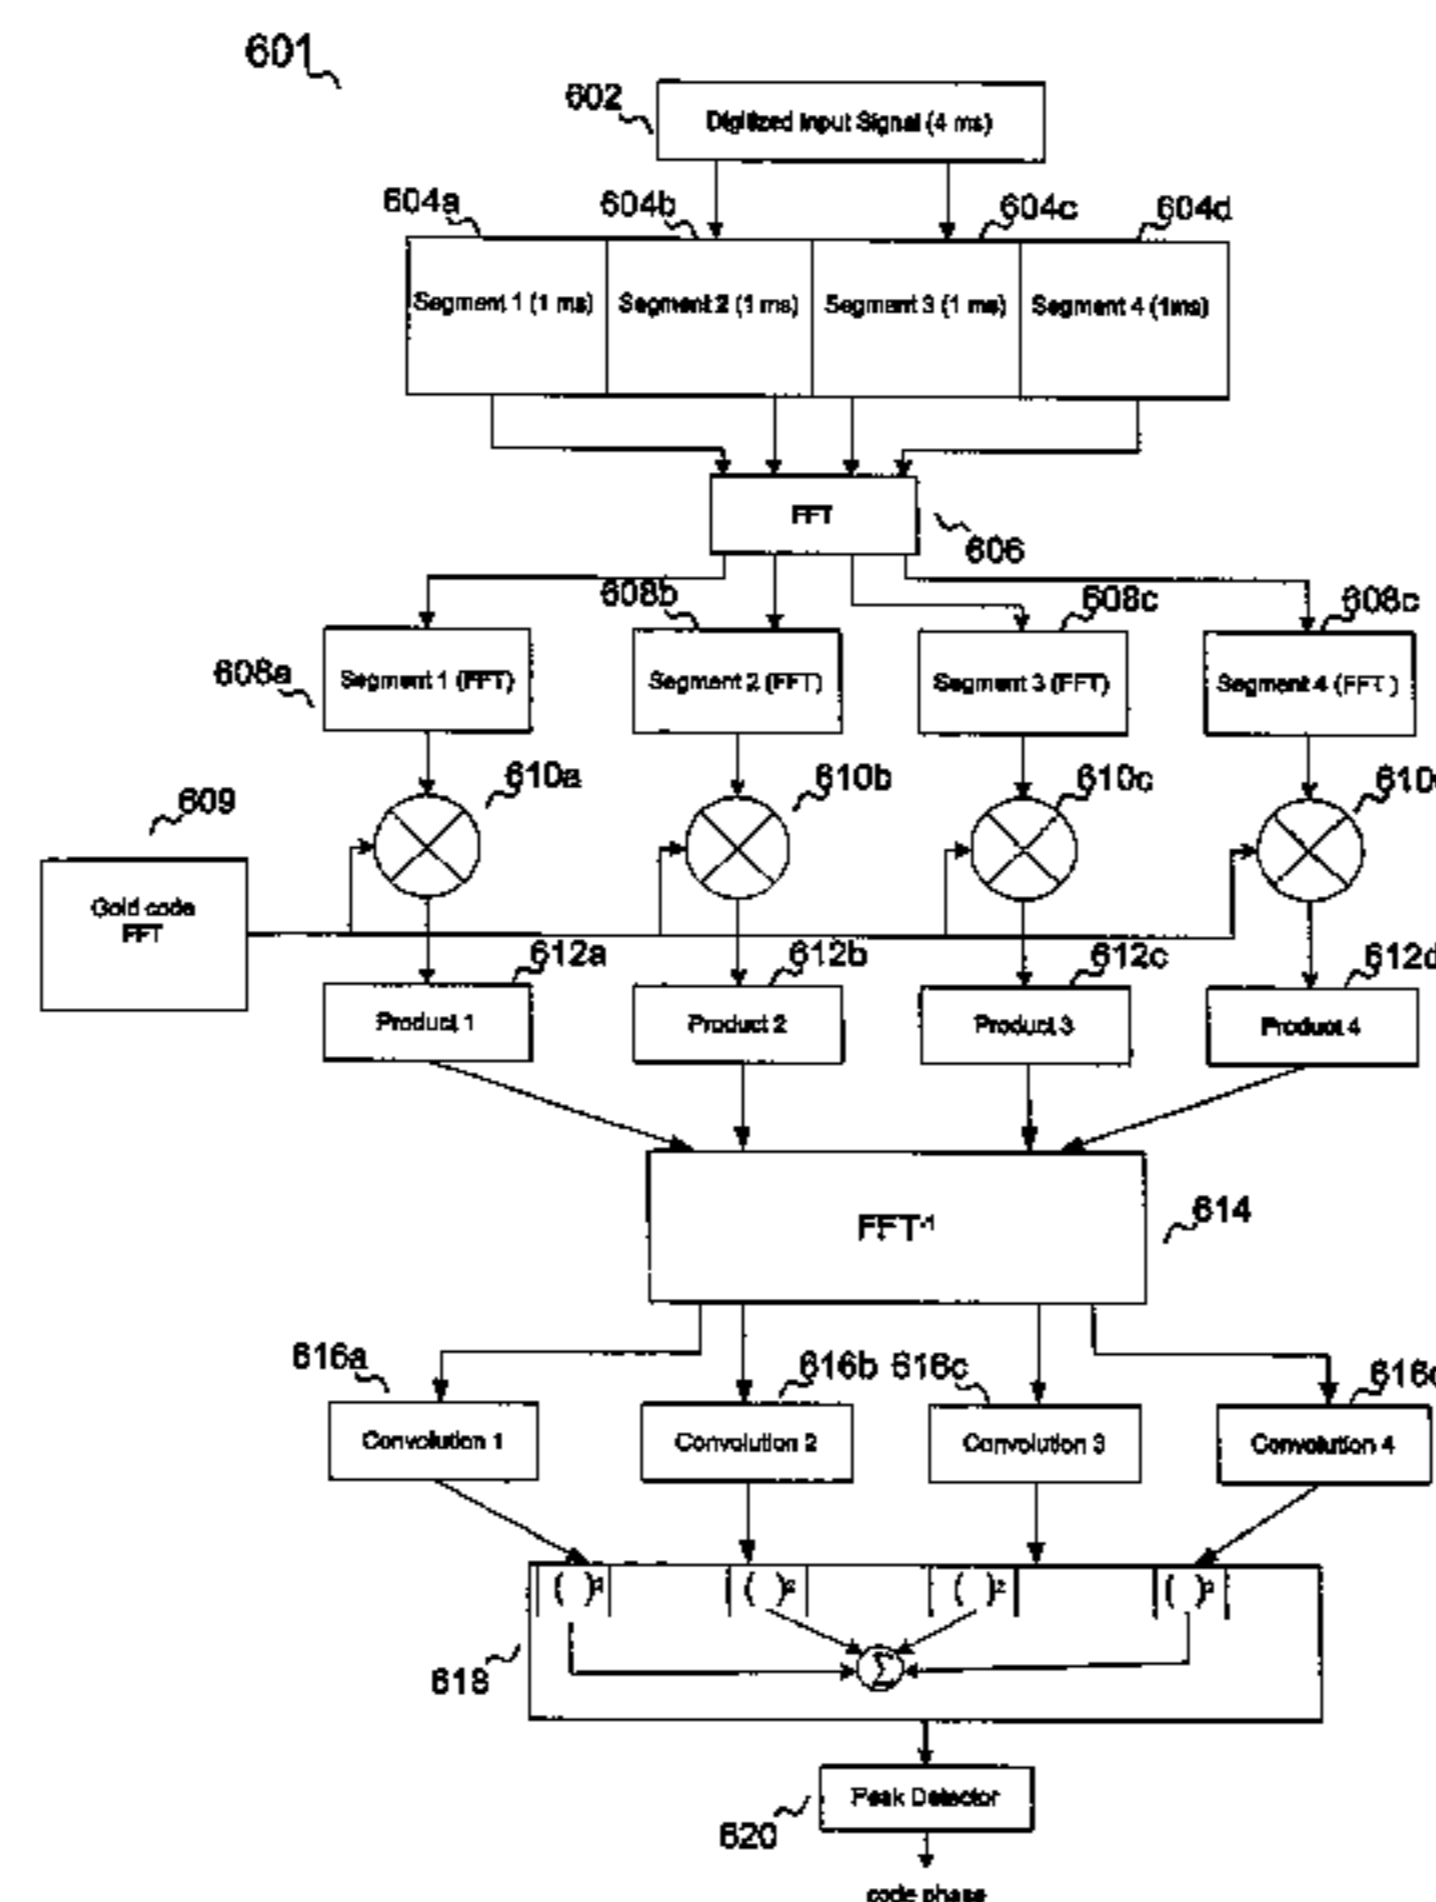 601
602
Digitized Input Signal (4 ms)
604a
604b
604c
604d
Segment 1 (1 ms)
Segment 2 (1 ms)
Segment 3 (1 ms)
Segment 4 (1ms)
FFT
606
608b
608c
608c
608a
Segment 1 (FFT)
Segment 2 (FFT)
Segment 3 (FFT)
Segment 4 (FFT )
610a
610b
610c
610
609
Gold code
FFT
612a
612b
612c
612d
Product 1
Product 2
Product 3
Product 4
FFT-1
614
616a
616b
616c
616
Convolution 1
Convolution 2
Convolution 3
Convolution 4
( )2
( )2
( )2
( )2
Σ
618
Peak Detector
620
code phase